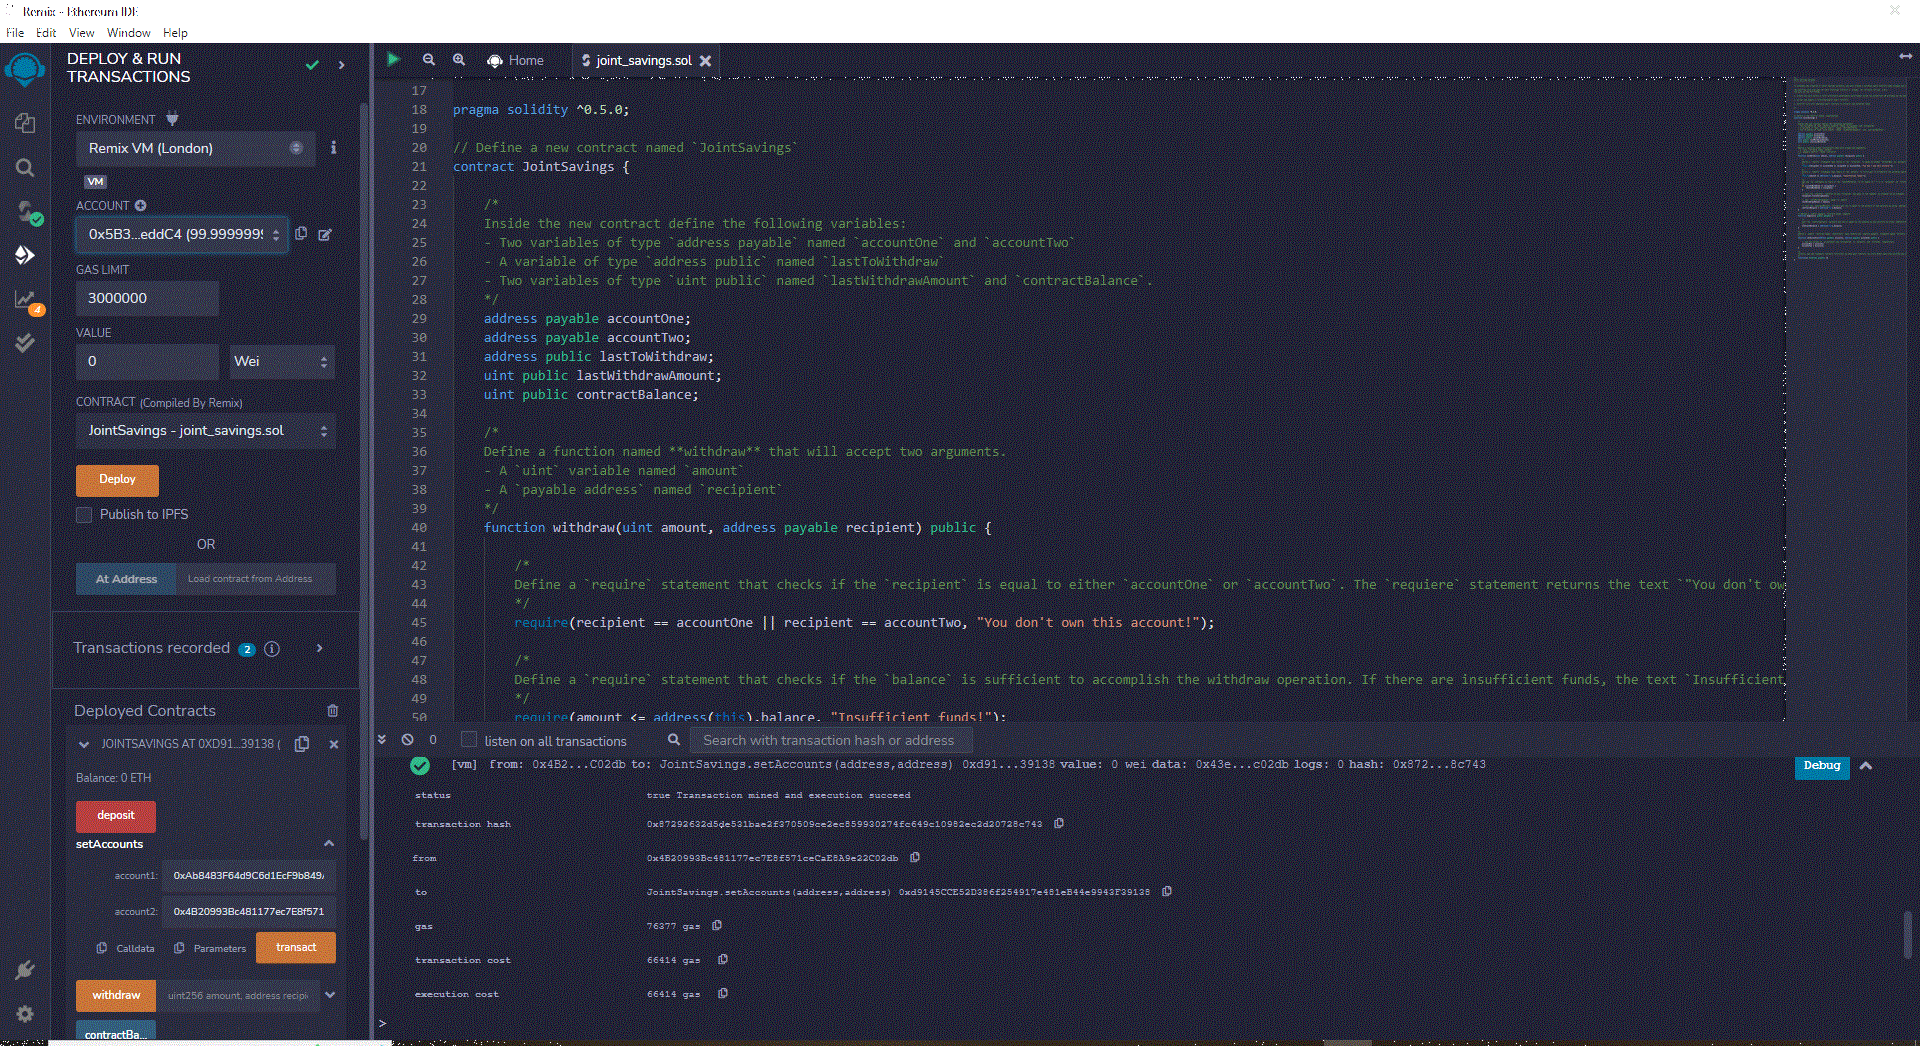 Remix - Ethereum IDE
File Edit View Window Help
DEPLOY & RUN
TRANSACTIONS
ENVIRONMENT
Remix VM (London)
VM
ACCOUNT
0x5B3...eddC4 (99.9999999
GAS LIMIT
3000000
VALUE
0
Wei
CONTRACT (Compiled By Remix)
JointSavings - joint_savings.sol
Deploy
Publish to IPFS
OR
At Address
Load contract from Address
Transactions recorded 2
Deployed Contracts
JOINTSAVINGS AT 0XD91...39138 (
Balance: 0 ETH
deposit
setAccounts
account1: 0xAb8483F64d9C6d1EcF9b849
account2: 0x4B20993Bc481177ec7E8f571
Calldata
Parameters
transact
withdraw
uint256 amount, address recipi
contractBa...
4
Home
joint_savings.sol
17
18 pragma solidity ^0.5.0;
19
20 // Define a new contract named `JointSavings`
21 contract JointSavings {
22
23 /*
24 Inside the new contract define the following variables:
25 - Two variables of type `address payable` named `accountOne` and `accountTwo`
26 - A variable of type `address public` named `lastToWithdraw`
27 - Two variables of type `uint public` named `lastWithdrawAmount` and `contractBalance`.
28 */
29 address payable accountOne;
30 address payable accountTwo;
31 address public lastToWithdraw;
32 uint public lastWithdrawAmount;
33 uint public contractBalance;
34
35 /*
36 Define a function named **withdraw** that will accept two arguments.
37 - A `uint` variable named `amount`
38 - A `payable address` named `recipient`
39 */
40 function withdraw(uint amount, address payable recipient) public {
41
42 /*
43 Define a `require` statement that checks if the `recipient` is equal to either `accountOne` or `accountTwo`. The `requiere` statement returns the text `"You don't ow
44 */
45 require(recipient == accountOne || recipient == accountTwo, "You don't own this account!");
46
47 /*
48 Define a `require` statement that checks if the `balance` is sufficient to accomplish the withdraw operation. If there are insufficient funds, the text `Insufficient
49 */
50 require(amount <= address(this).balance, "Insufficient funds!");
0
listen on all transactions
Search with transaction hash or address
[vm] from: 0x4B2...C02db to: JointSavings.setAccounts(address,address) 0xd91...39138 value: 0 wei data: 0x43e...c02db logs: 0 hash: 0x872...8c743
Debug
status true Transaction mined and execution succeed
transaction hash 0x87292632d5de531bae2f370509ce2ec859930274fc649c10982ec2d20728c743
from 0x4B20993Bc481177ec7E8f571ceCaE8A9e22C02db
to JointSavings.setAccounts(address,address) 0xd9145CCE52D386f254917e481eB44e9943F39138
gas 76377 gas
transaction cost 66414 gas
execution cost 66414 gas
>